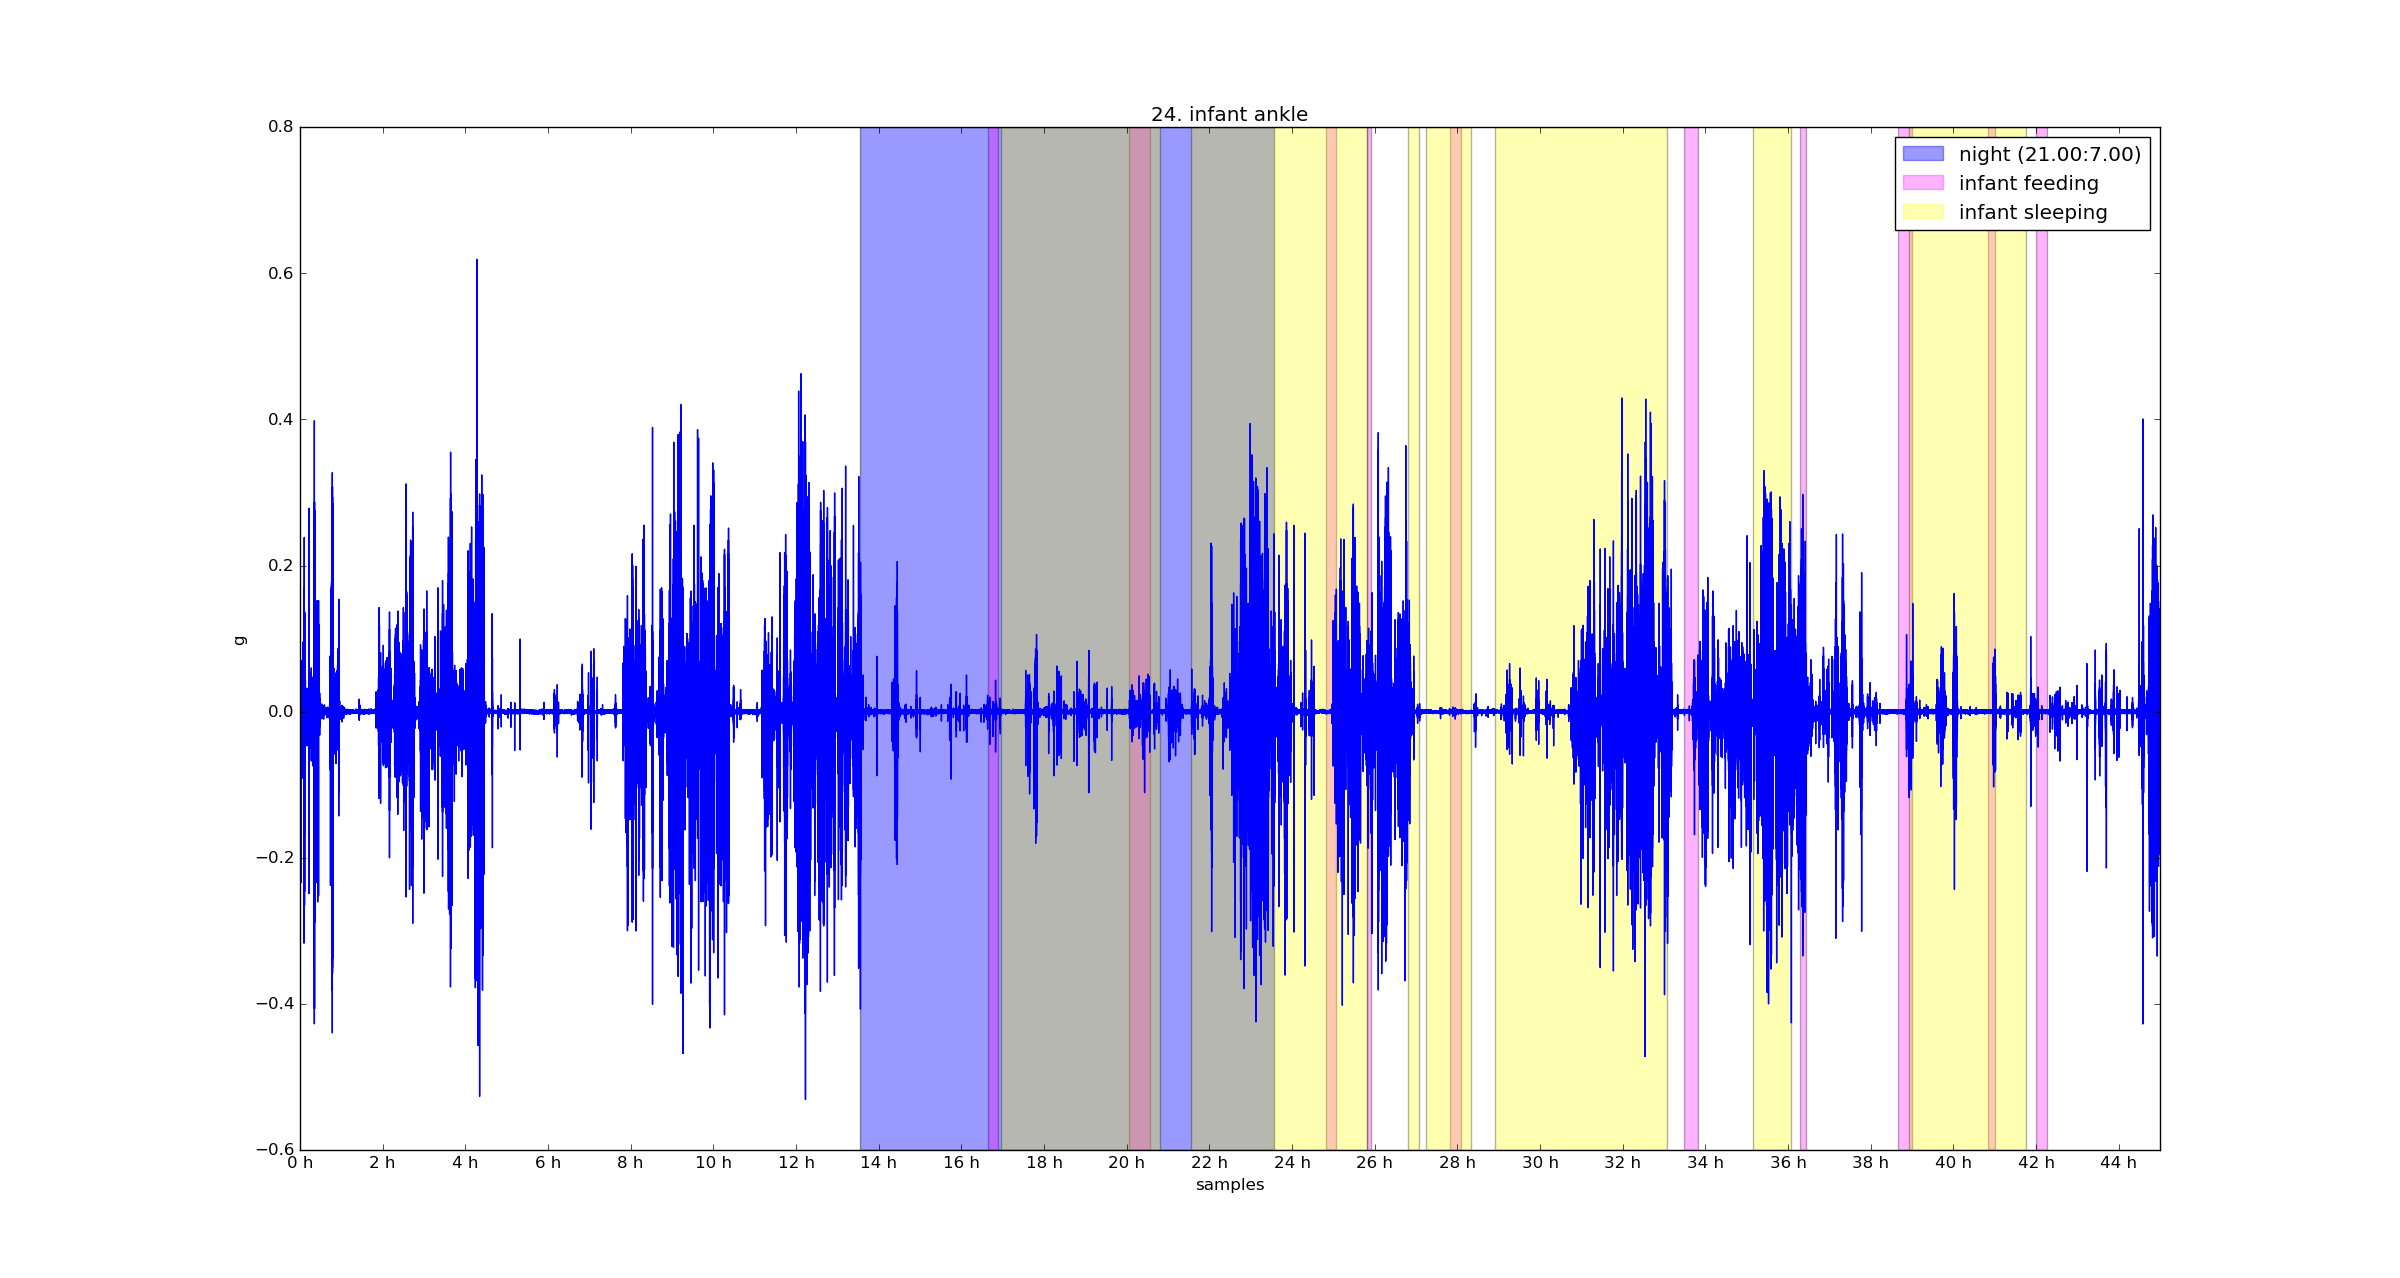 24. infant ankle
0.8
0.6
0.4
0.2
0.0
−0.2
−0.4
−0.6
g
night (21.00:7.00)
infant feeding
infant sleeping
0 h 2 h 4 h 6 h 8 h 10 h 12 h 14 h 16 h 18 h 20 h 22 h 24 h 26 h 28 h 30 h 32 h 34 h 36 h 38 h 40 h 42 h 44 h
samples